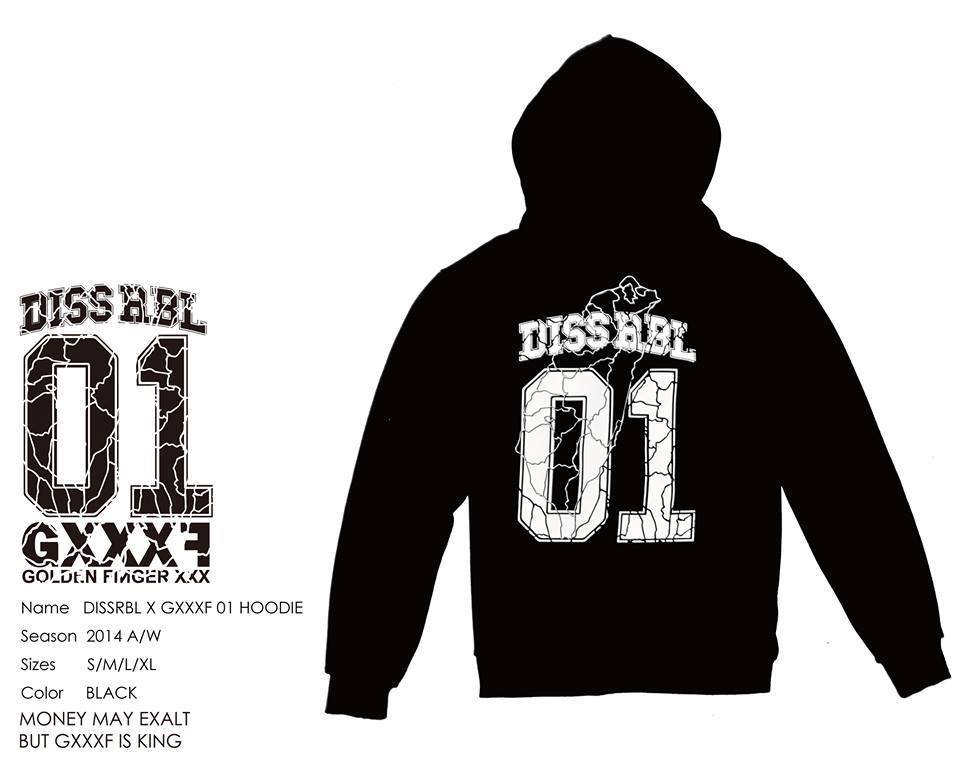 DISSRBL
01
GXXXF
GOLDEN FINGER XXX
Name DISSRBL X GXXXF 01 HOODIE
Season 2014 A/W
Sizes S/M/L/XL
Color BLACK
MONEY MAY EXALT
BUT GXXXF IS KING
DISSRBL
01